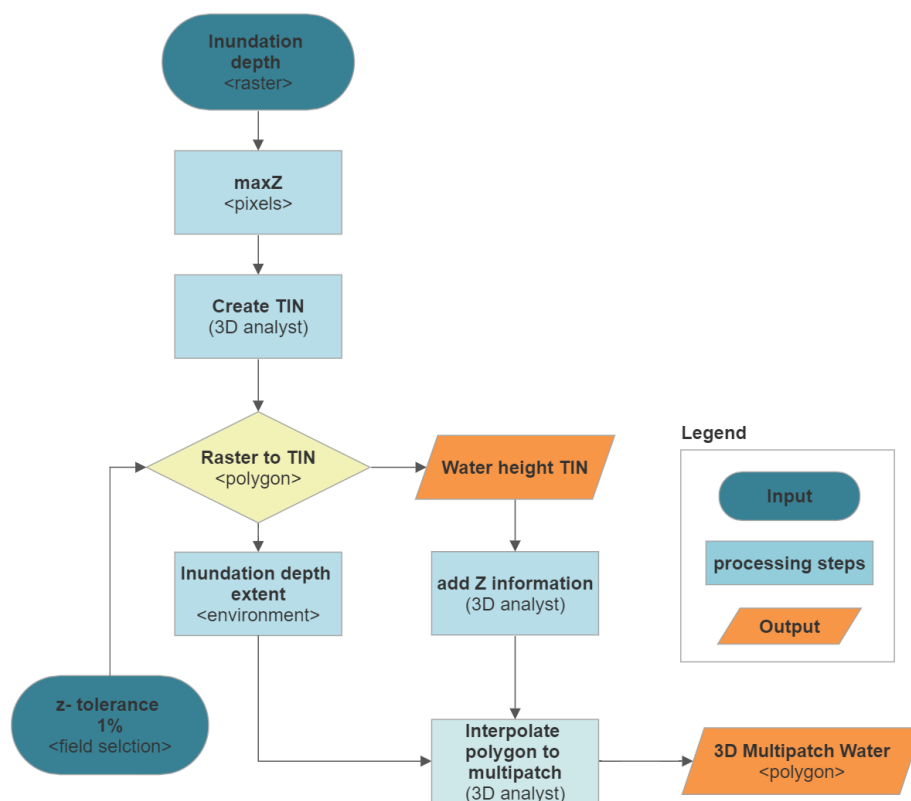 Inundation
depth
<raster>
maxZ
<pixels>
Create TIN
(3D analyst)
Raster to TIN
<polygon>
Water height TIN
Inundation depth
extent
<environment>
add Z information
(3D analyst)
z- tolerance
1%
<field selction>
Interpolate
polygon to
multipatch
(3D analyst)
3D Multipatch Water
<polygon>
Legend
Input
processing steps
Output